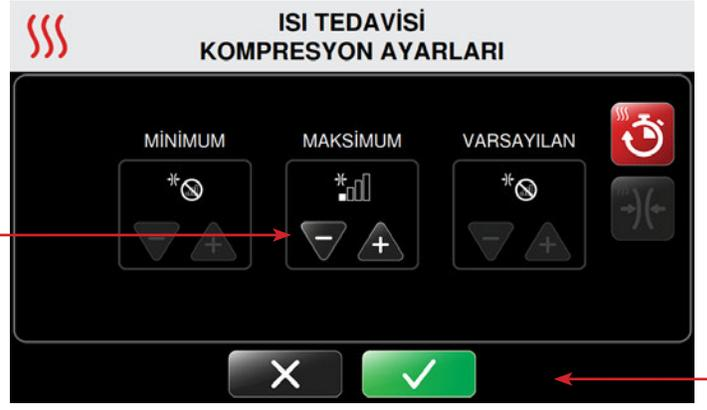 ISI TEDAVİSİ
KOMPRESYON AYARLARI
MİNİMUM
MAKSİMUM
VARSAYILAN